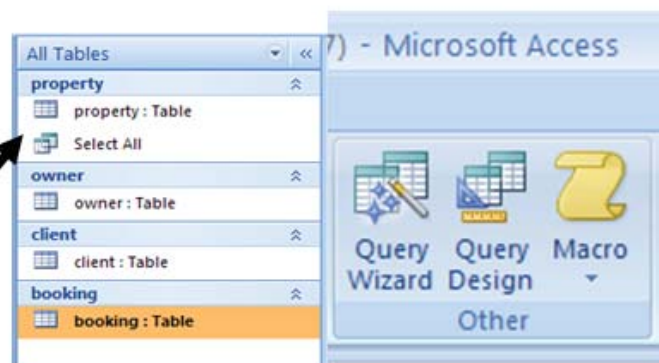 All Tables
property
property : Table
Select All
owner
owner : Table
client
client : Table
booking
booking : Table
7) - Microsoft Access
Query Wizard
Query Design
Macro
Other